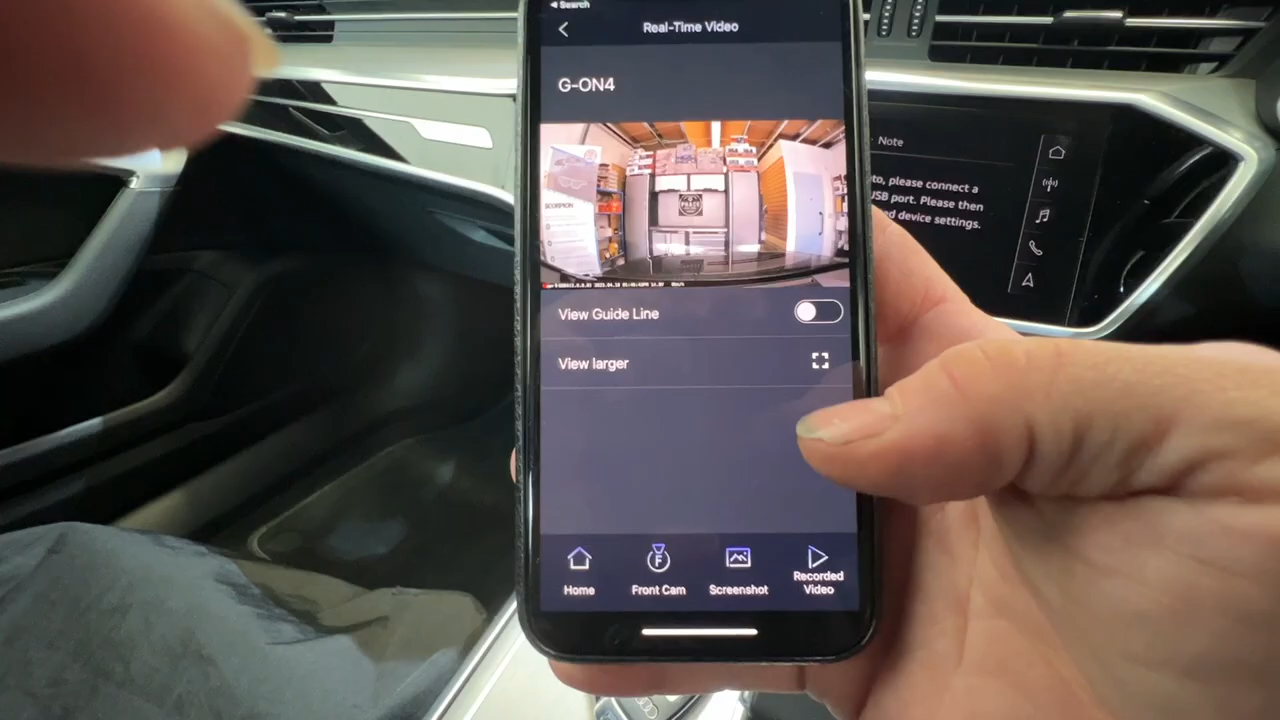 Search
Real-Time Video
G-ON4
SCORPION
View Guide Line
View larger
Home
F
Front Cam
Screenshot
Recorded
Video
Note
to, please connect a
USB port. Please then
ed device settings.